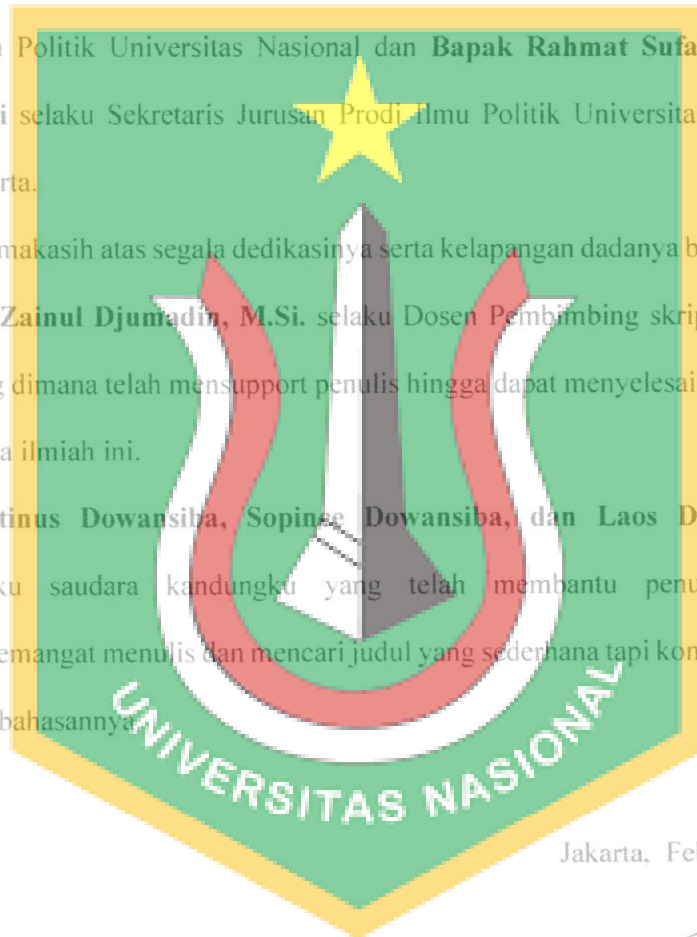 Politik Universitas Nasional dan Bapak Rahmat Sufa
i selaku Sekretaris Jurusan Prodi Ilmu Politik Universita
rta.
makasih atas segala dedikasinya serta kelapangan dadanya b
Zainul Djumadin, M.Si. selaku Dosen Pembimbing skrip
g dimana telah mensupport penulis hingga dapat menyelesai
a ilmiah ini.
tinus Dowansiba, Sopince Dowansiba, dan Laos D
ku saudara kandungku yang telah membantu penu
emangat menulis dan mencari judul yang sederhana tapi kom
bahasannya
UNIVERSITAS NASIONAL
Jakarta, Fe